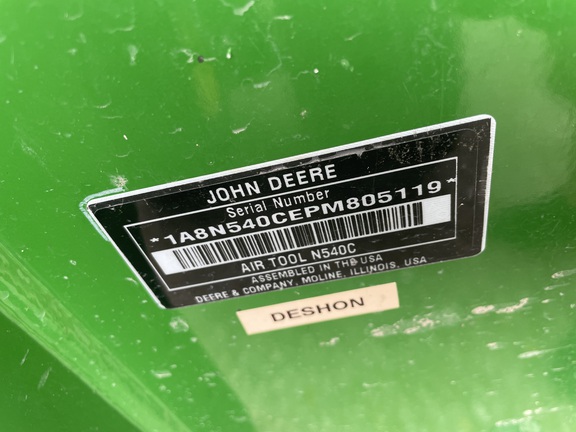 JOHN DEERE
Serial Number
*1A8N540CEPM805119*
AIR TOOL N540C
ASSEMBLED IN THE USA
DEERE & COMPANY, MOLINE, ILLINOIS, USA
DESHON